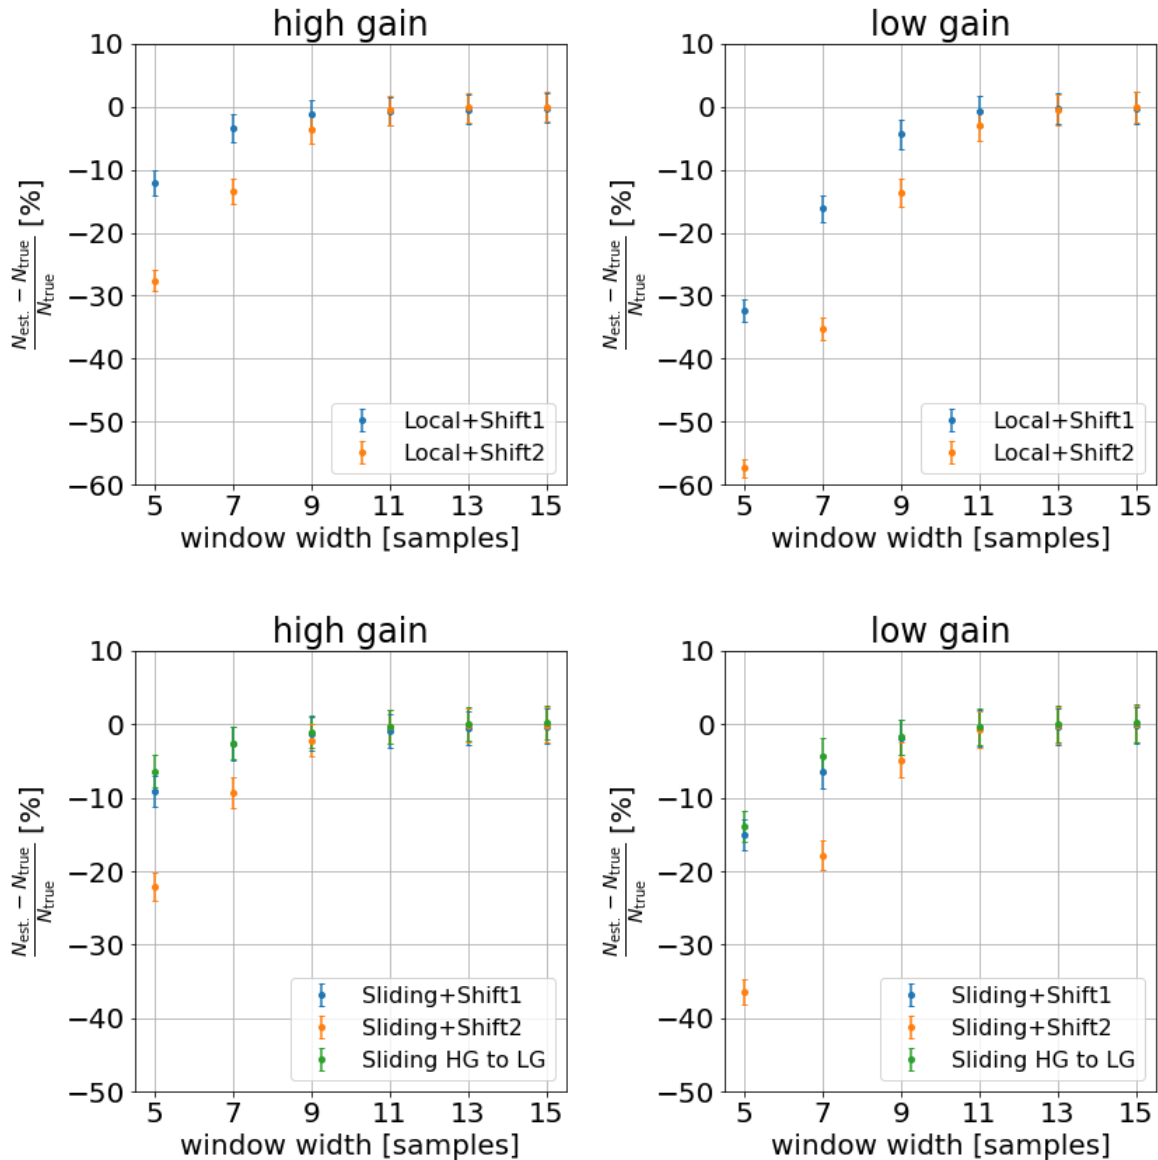 high gain
10
0
−10
−20
−30
−40
−50
−60
N_est. − N_true
N_true
[%]
Local+Shift1
Local+Shift2
5 7 9 11 13 15
window width [samples]
low gain
10
0
−10
−20
−30
−40
−50
−60
N_est. − N_true
N_true
[%]
Local+Shift1
Local+Shift2
5 7 9 11 13 15
window width [samples]
high gain
10
0
−10
−20
−30
−40
−50
N_est. − N_true
N_true
[%]
Sliding+Shift1
Sliding+Shift2
Sliding HG to LG
5 7 9 11 13 15
window width [samples]
low gain
10
0
−10
−20
−30
−40
−50
N_est. − N_true
N_true
[%]
Sliding+Shift1
Sliding+Shift2
Sliding HG to LG
5 7 9 11 13 15
window width [samples]